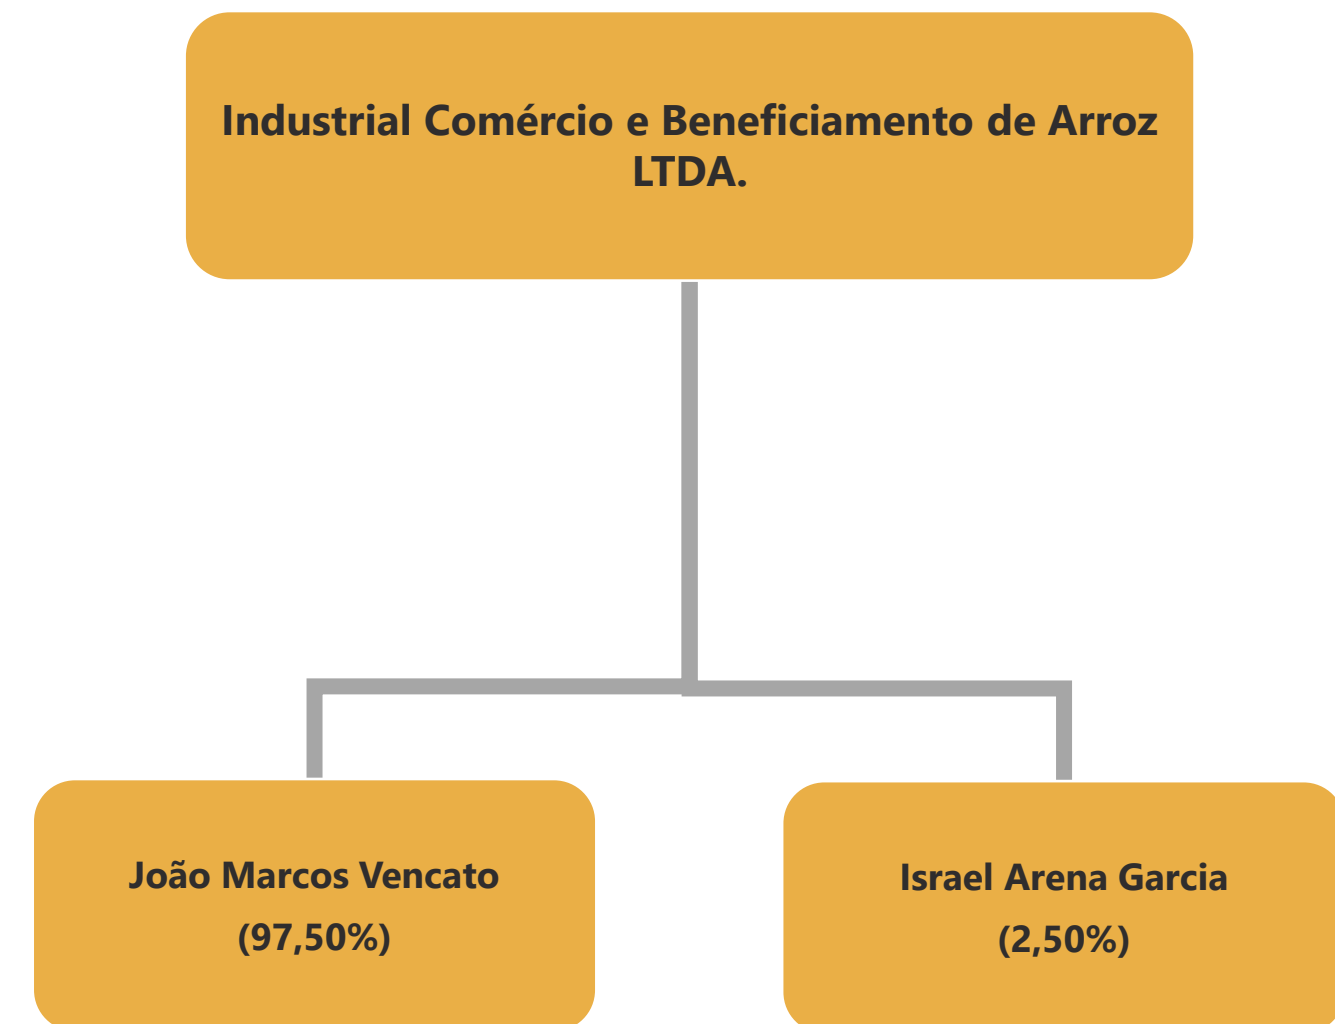 Industrial Comércio e Beneficiamento de Arroz
LTDA.
João Marcos Vencato
(97,50%)
Israel Arena Garcia
(2,50%)